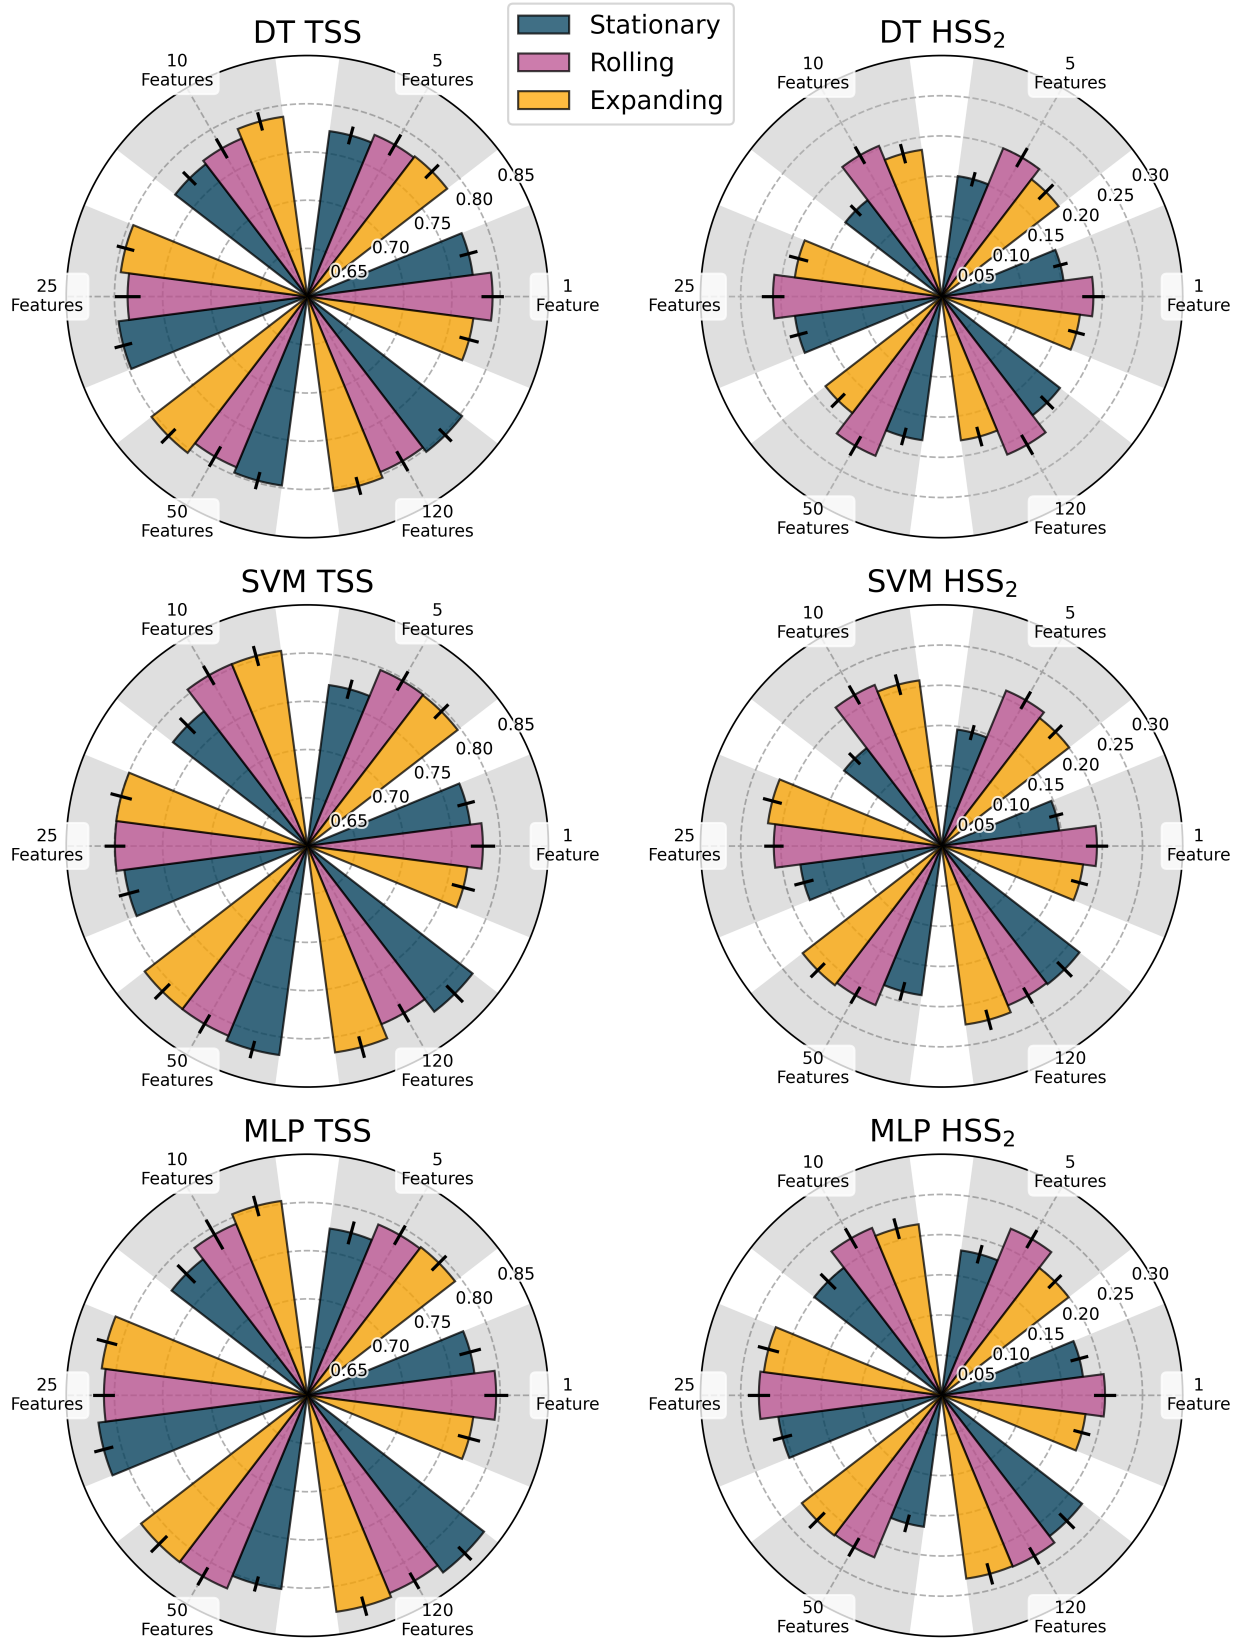 Stationary
Rolling
Expanding
DT TSS
10
Features
5
Features
0.85
0.80
0.75
0.70
0.65
25
Features
1
Feature
50
Features
120
Features
DT HSS₂
10
Features
5
Features
0.30
0.25
0.20
0.15
0.10
0.05
25
Features
1
Feature
50
Features
120
Features
SVM TSS
10
Features
5
Features
0.85
0.80
0.75
0.70
0.65
25
Features
1
Feature
50
Features
120
Features
SVM HSS₂
10
Features
5
Features
0.30
0.25
0.20
0.15
0.10
0.05
25
Features
1
Feature
50
Features
120
Features
MLP TSS
10
Features
5
Features
0.85
0.80
0.75
0.70
0.65
25
Features
1
Feature
50
Features
120
Features
MLP HSS₂
10
Features
5
Features
0.30
0.25
0.20
0.15
0.10
0.05
25
Features
1
Feature
50
Features
120
Features